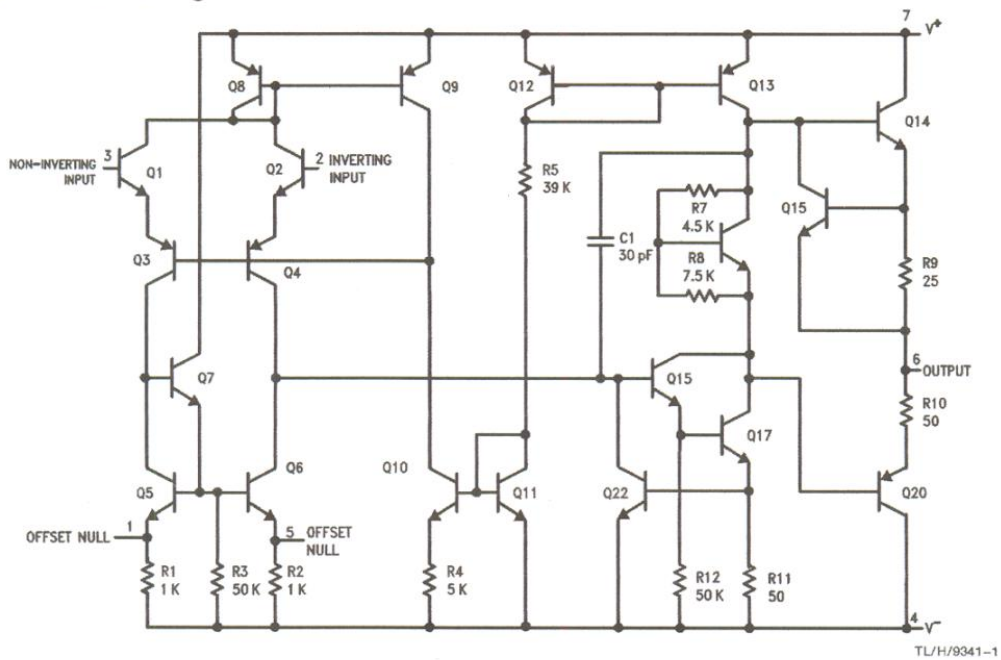 7
V+
Q8
Q9
Q12
Q13
Q14
NON-INVERTING
INPUT
3
Q1
Q2
2 INVERTING
INPUT
R5
39 K
Q15
R7
4.5 K
C1
30 pF
R8
7.5 K
Q3
Q4
R9
25
Q7
6
OUTPUT
Q15
R10
50
Q17
Q5
Q6
Q10
Q11
Q22
Q20
OFFSET NULL
1
5
OFFSET
NULL
R1
1 K
R3
50 K
R2
1 K
R4
5 K
R12
50 K
R11
50
4
V-
TL/H/9341-1